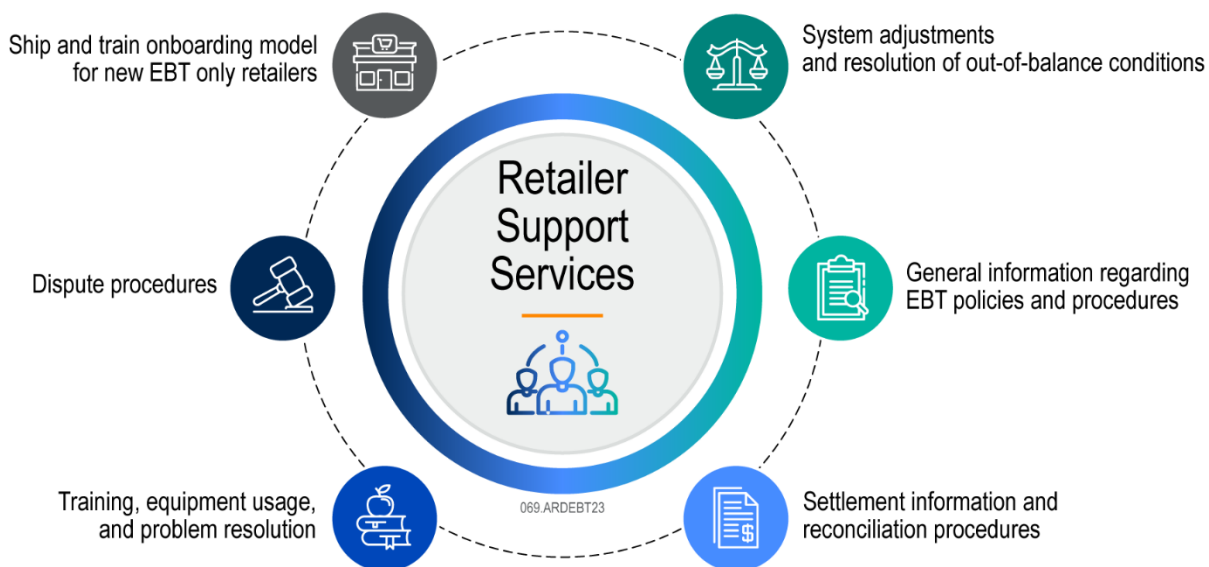 Ship and train onboarding model
for new EBT only retailers
System adjustments
and resolution of out-of-balance conditions
Retailer
Support
Services
Dispute procedures
General information regarding
EBT policies and procedures
Training, equipment usage,
and problem resolution
069.ARDEBT23
$
Settlement information and
reconciliation procedures